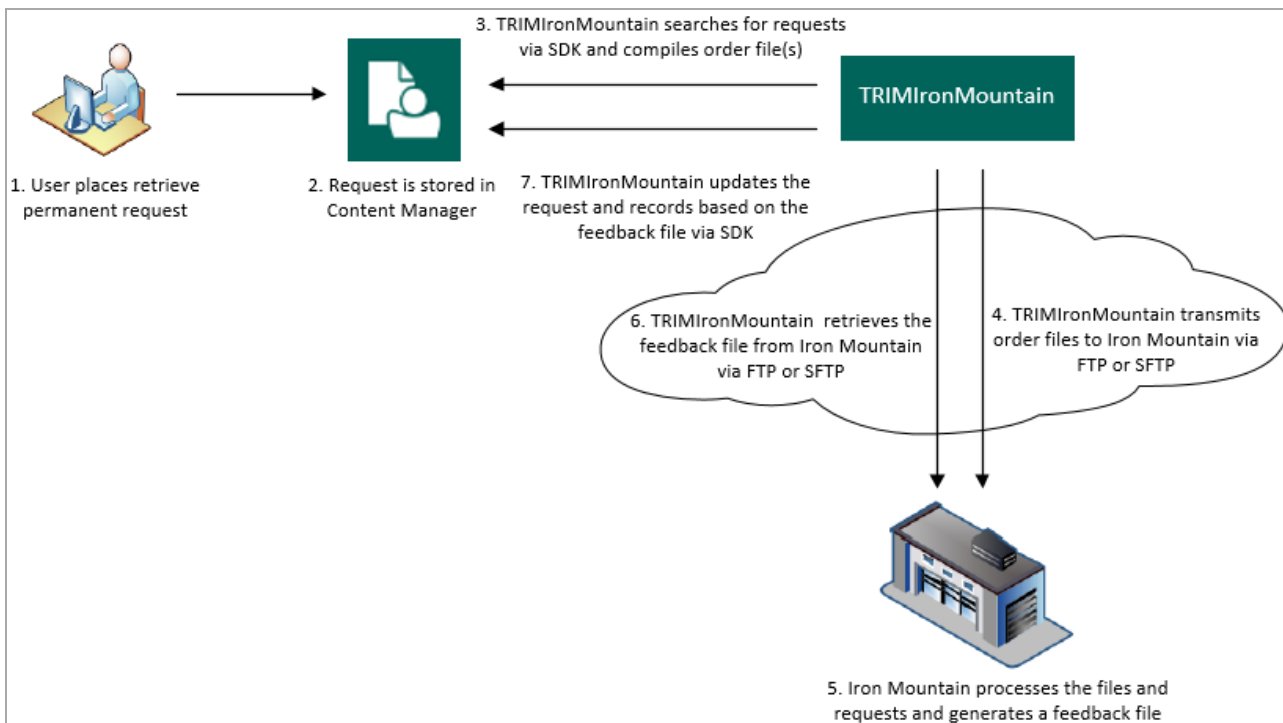 1. User places retrieve
permanent request
2. Request is stored in
Content Manager
3. TRIMIronMountain searches for requests
via SDK and compiles order file(s)
TRIMIronMountain
4. TRIMIronMountain transmits
order files to Iron Mountain via
FTP or SFTP
5. Iron Mountain processes the files and
requests and generates a feedback file
6. TRIMIronMountain retrieves the
feedback file from Iron Mountain
via FTP or SFTP
7. TRIMIronMountain updates the
request and records based on the
feedback file via SDK